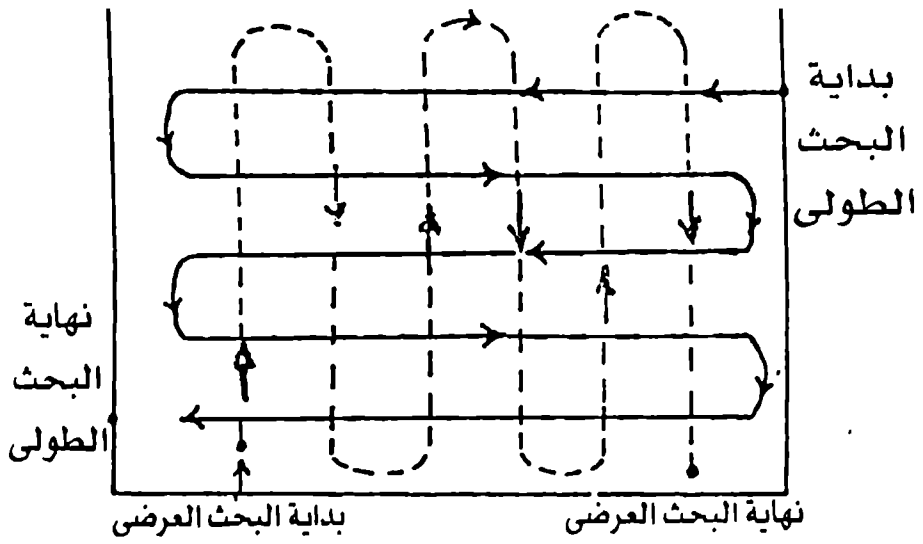 بداية
البحث
الطولى
نهاية
البحث
الطولى
بداية البحث العرضى
نهاية البحث العرضى